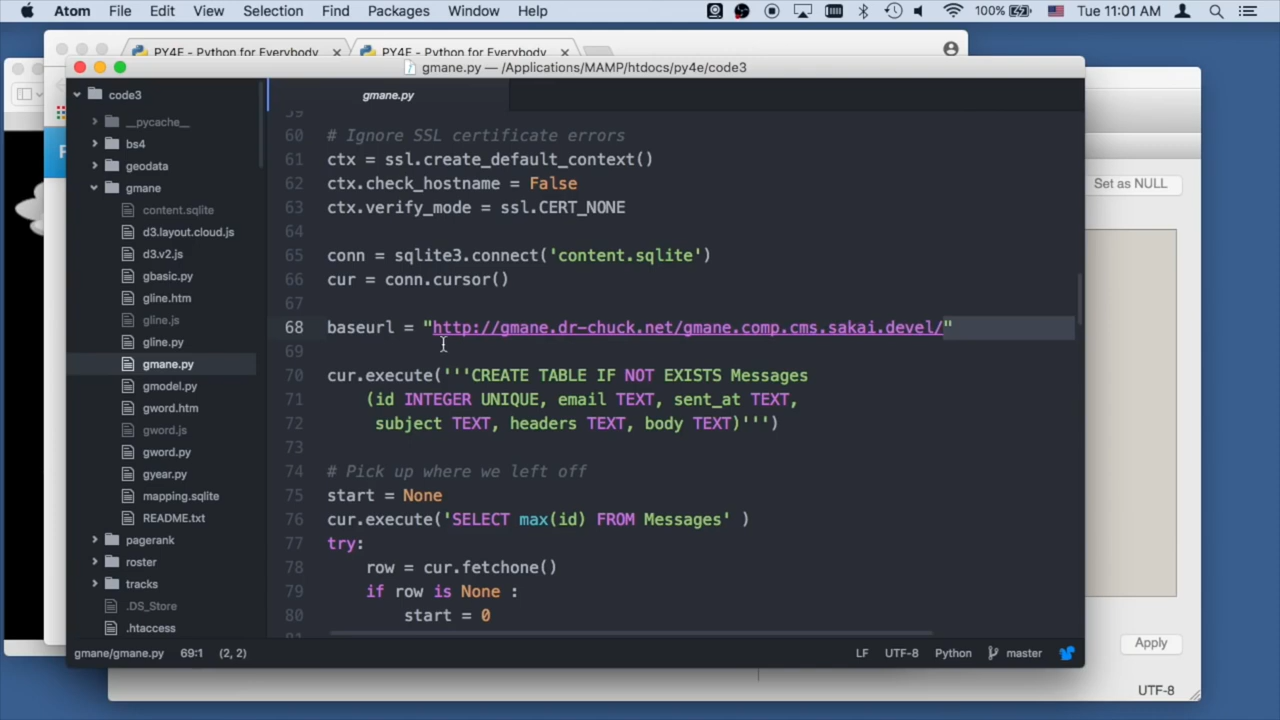 Atom File Edit View Selection Find Packages Window Help 100% Tue 11:01 AM
PY4E - Python for Everybody PY4E - Python for Everybody
gmane.py — /Applications/MAMP/htdocs/py4e/code3
code3
__pycache__
bs4
geodata
gmane
content.sqlite
d3.layout.cloud.js
d3.v2.js
gbasic.py
gline.htm
gline.js
gline.py
gmane.py
gmodel.py
gword.htm
gword.js
gword.py
gyear.py
mapping.sqlite
README.txt
pagerank
roster
tracks
.DS_Store
.htaccess
gmane.py
59
60 # Ignore SSL certificate errors
61 ctx = ssl.create_default_context()
62 ctx.check_hostname = False
63 ctx.verify_mode = ssl.CERT_NONE
64
65 conn = sqlite3.connect('content.sqlite')
66 cur = conn.cursor()
67
68 baseurl = "http://gmane.dr-chuck.net/gmane.comp.cms.sakai.devel/"
69
70 cur.execute('''CREATE TABLE IF NOT EXISTS Messages
71 (id INTEGER UNIQUE, email TEXT, sent_at TEXT,
72 subject TEXT, headers TEXT, body TEXT)''')
73
74 # Pick up where we left off
75 start = None
76 cur.execute('SELECT max(id) FROM Messages' )
77 try:
78 row = cur.fetchone()
79 if row is None :
80 start = 0
gmane/gmane.py 69:1 (2, 2) LF UTF-8 Python master
Set as NULL
Apply
UTF-8